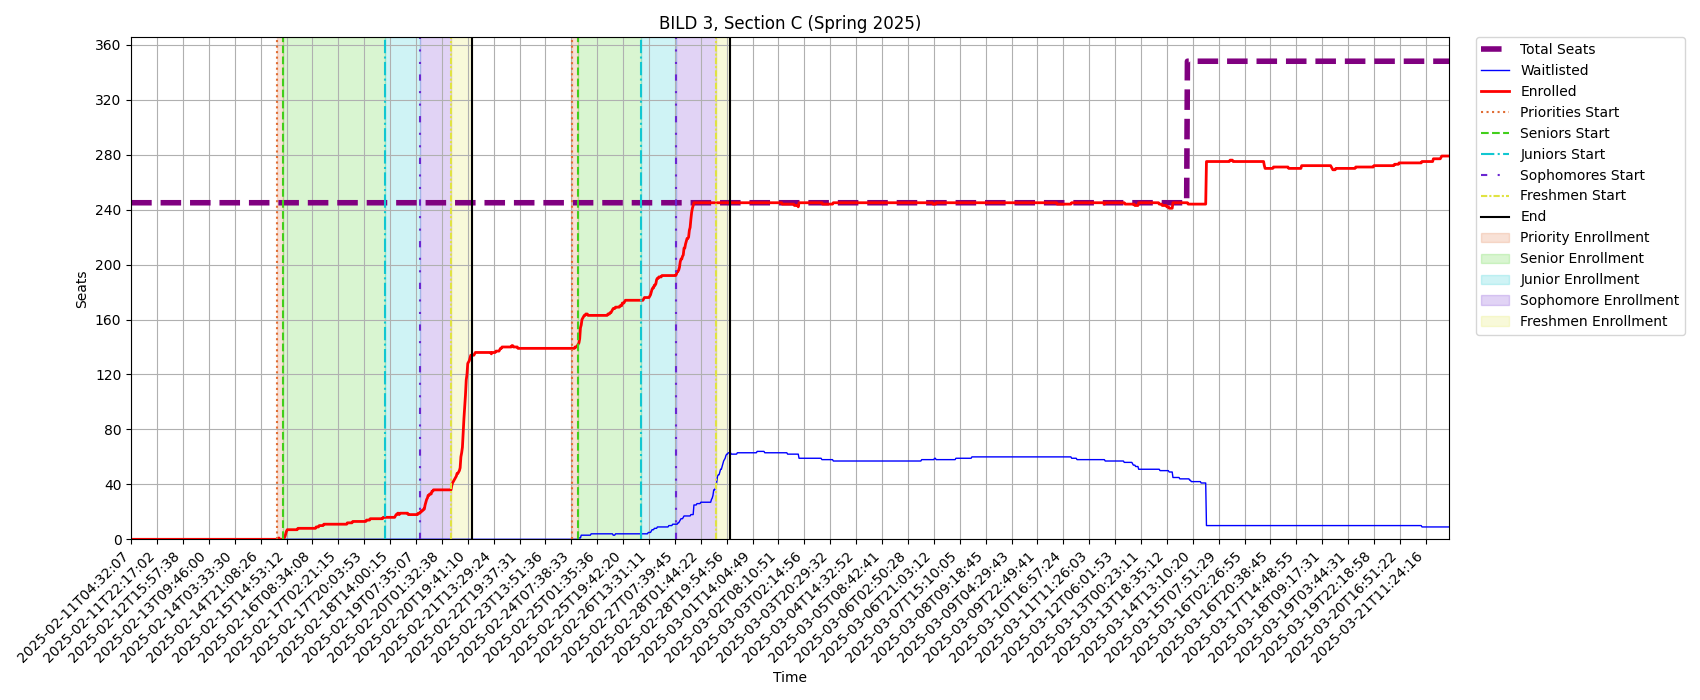 BILD 3, Section C (Spring 2025)
Seats
360
320
280
240
200
160
120
80
40
0
2025-02-11T04:32:07
2025-02-11T22:17:02
2025-02-12T15:57:38
2025-02-13T09:46:00
2025-02-14T03:33:30
2025-02-14T21:08:26
2025-02-15T14:53:12
2025-02-16T08:34:08
2025-02-17T02:21:15
2025-02-17T20:03:53
2025-02-18T14:00:15
2025-02-19T07:35:07
2025-02-20T01:32:38
2025-02-20T19:41:10
2025-02-21T13:29:24
2025-02-22T19:37:31
2025-02-23T13:51:36
2025-02-24T07:38:33
2025-02-25T01:35:36
2025-02-25T19:42:20
2025-02-26T13:31:11
2025-02-27T07:39:45
2025-02-28T01:44:22
2025-02-28T19:54:56
2025-03-01T14:04:49
2025-03-02T08:10:51
2025-03-03T02:14:56
2025-03-03T20:29:32
2025-03-04T14:32:52
2025-03-05T08:42:41
2025-03-06T02:50:28
2025-03-06T21:03:12
2025-03-07T15:10:05
2025-03-08T09:18:45
2025-03-09T04:29:43
2025-03-09T22:49:41
2025-03-10T16:57:24
2025-03-11T11:26:03
2025-03-12T06:01:53
2025-03-13T00:23:11
2025-03-13T18:35:12
2025-03-14T13:10:20
2025-03-15T07:51:29
2025-03-16T02:26:55
2025-03-16T20:38:45
2025-03-17T14:48:55
2025-03-18T09:17:31
2025-03-19T03:44:31
2025-03-19T22:18:58
2025-03-20T16:51:22
2025-03-21T11:24:16
Time
Total Seats
Waitlisted
Enrolled
Priorities Start
Seniors Start
Juniors Start
Sophomores Start
Freshmen Start
End
Priority Enrollment
Senior Enrollment
Junior Enrollment
Sophomore Enrollment
Freshmen Enrollment